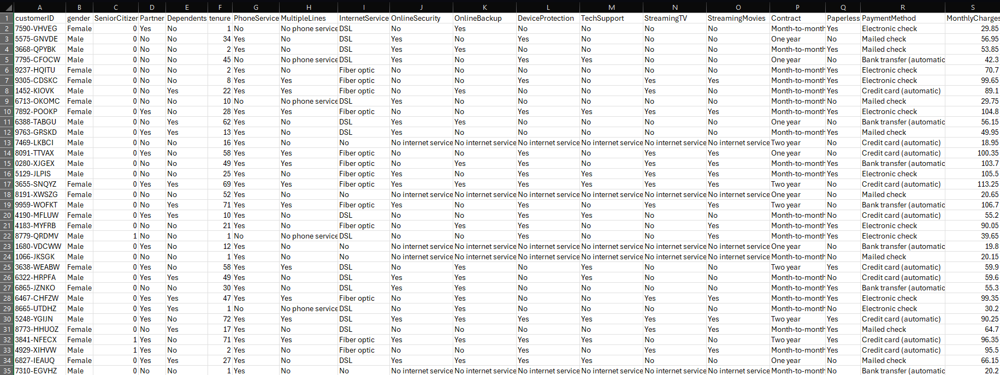 A B C D E F G H I J K L M N O P Q R S
1 customerID gender SeniorCitizer Partner Dependents tenure PhoneService MultipleLines InternetService OnlineSecurity OnlineBackup DeviceProtection TechSupport StreamingTV StreamingMovies Contract Paperless PaymentMethod MonthlyCharges
2 7590-VHVEG Female 0 Yes No 1 No No phone service DSL No Yes No No No No Month-to-month Yes Electronic check 29.85
3 5575-GNVDE Male 0 No No 34 Yes No DSL Yes No Yes No No No One year No Mailed check 56.95
4 3668-QPYBK Male 0 No No 2 Yes No DSL Yes Yes No No No No Month-to-month Yes Mailed check 53.85
5 7795-CFOCW Male 0 No No 45 No No phone service DSL Yes No Yes Yes No No One year No Bank transfer (automatic 42.3
6 9237-HQITU Female 0 No No 2 Yes No Fiber optic No No No No No No Month-to-month Yes Electronic check 70.7
7 9305-CDSKC Female 0 No No 8 Yes Yes Fiber optic No No Yes No Yes Yes Month-to-month Yes Electronic check 99.65
8 1452-KIOVK Male 0 No Yes 22 Yes Yes Fiber optic No Yes No No Yes No Month-to-month Yes Credit card (automatic) 89.1
9 6713-OKOMC Female 0 No No 10 No No phone service DSL Yes No No No No No Month-to-month No Mailed check 29.75
10 7892-POOKP Female 0 Yes No 28 Yes Yes Fiber optic No No Yes Yes Yes Yes Month-to-month Yes Electronic check 104.8
11 6388-TABGU Male 0 No Yes 62 Yes No DSL Yes Yes No No No No One year No Bank transfer (automatic 56.15
12 9763-GRSKD Male 0 Yes Yes 13 Yes No DSL Yes No No No No No Month-to-month Yes Mailed check 49.95
13 7469-LKBCI Male 0 No No 16 Yes No No No internet service No internet service No internet service No internet service No internet service No internet service Two year No Credit card (automatic) 18.95
14 8091-TTVAX Male 0 Yes No 58 Yes Yes Fiber optic No No Yes No Yes Yes One year No Credit card (automatic) 100.35
15 0280-XJGEX Male 0 No No 49 Yes Yes Fiber optic No Yes Yes No Yes Yes Month-to-month Yes Bank transfer (automatic 103.7
16 5129-JLPIS Male 0 No No 25 Yes No Fiber optic Yes No Yes Yes Yes Yes Month-to-month Yes Electronic check 105.5
17 3655-SNQYZ Female 0 Yes Yes 69 Yes Yes Fiber optic Yes Yes Yes Yes Yes Yes Two year No Credit card (automatic) 113.25
18 8191-XWSZG Female 0 No No 52 Yes No No No internet service No internet service No internet service No internet service No internet service No internet service One year No Mailed check 20.65
19 9959-WOFKT Male 0 No Yes 71 Yes Yes Fiber optic Yes No Yes No Yes Yes Two year No Bank transfer (automatic 106.7
20 4190-MFLUW Female 0 Yes Yes 10 Yes No DSL No No Yes Yes No No Month-to-month No Credit card (automatic) 55.2
21 4183-MYFRB Female 0 No No 21 Yes No Fiber optic No Yes Yes No No Yes Month-to-month Yes Electronic check 90.05
22 8779-QRDMV Male 1 No No 1 No No phone service DSL No No Yes No No Yes Month-to-month Yes Electronic check 39.65
23 1680-VDCWW Male 0 Yes No 12 Yes No No No internet service No internet service No internet service No internet service No internet service No internet service One year No Bank transfer (automatic 19.8
24 1066-JKSGK Male 0 No No 1 Yes No No No internet service No internet service No internet service No internet service No internet service No internet service Month-to-month No Mailed check 20.15
25 3638-WEABW Female 0 Yes No 58 Yes Yes DSL No Yes No Yes No No Two year Yes Credit card (automatic) 59.9
26 6322-HRPFA Male 0 Yes Yes 49 Yes No DSL Yes Yes No Yes No No Month-to-month No Credit card (automatic) 59.6
27 6865-JZNKO Female 0 No No 30 Yes No DSL Yes Yes No No No No Month-to-month Yes Bank transfer (automatic 55.3
28 6467-CHFZW Male 0 Yes Yes 47 Yes Yes Fiber optic No Yes No No Yes Yes Month-to-month Yes Electronic check 99.35
29 8665-UTDHZ Male 0 Yes Yes 1 No No phone service DSL No Yes No No No No Month-to-month No Electronic check 30.2
30 5248-YGIJN Male 0 Yes No 72 Yes Yes DSL Yes Yes Yes Yes Yes Yes Two year Yes Credit card (automatic) 90.25
31 8773-HHUOZ Female 0 No Yes 17 Yes No DSL No No No No Yes Yes Month-to-month Yes Mailed check 64.7
32 3841-NFECX Female 1 Yes No 71 Yes Yes Fiber optic Yes Yes Yes Yes No No Two year Yes Credit card (automatic) 96.35
33 4929-XIHVW Male 1 Yes No 2 Yes No Fiber optic No No Yes No Yes Yes Month-to-month Yes Credit card (automatic) 95.5
34 6827-IEAUQ Female 0 Yes Yes 27 Yes No DSL Yes Yes Yes Yes No No One year No Mailed check 66.15
35 7310-EGVHZ Male 0 No No 1 Yes No No No internet service No internet service No internet service No internet service No internet service No internet service Month-to-month No Bank transfer (automatic 20.2